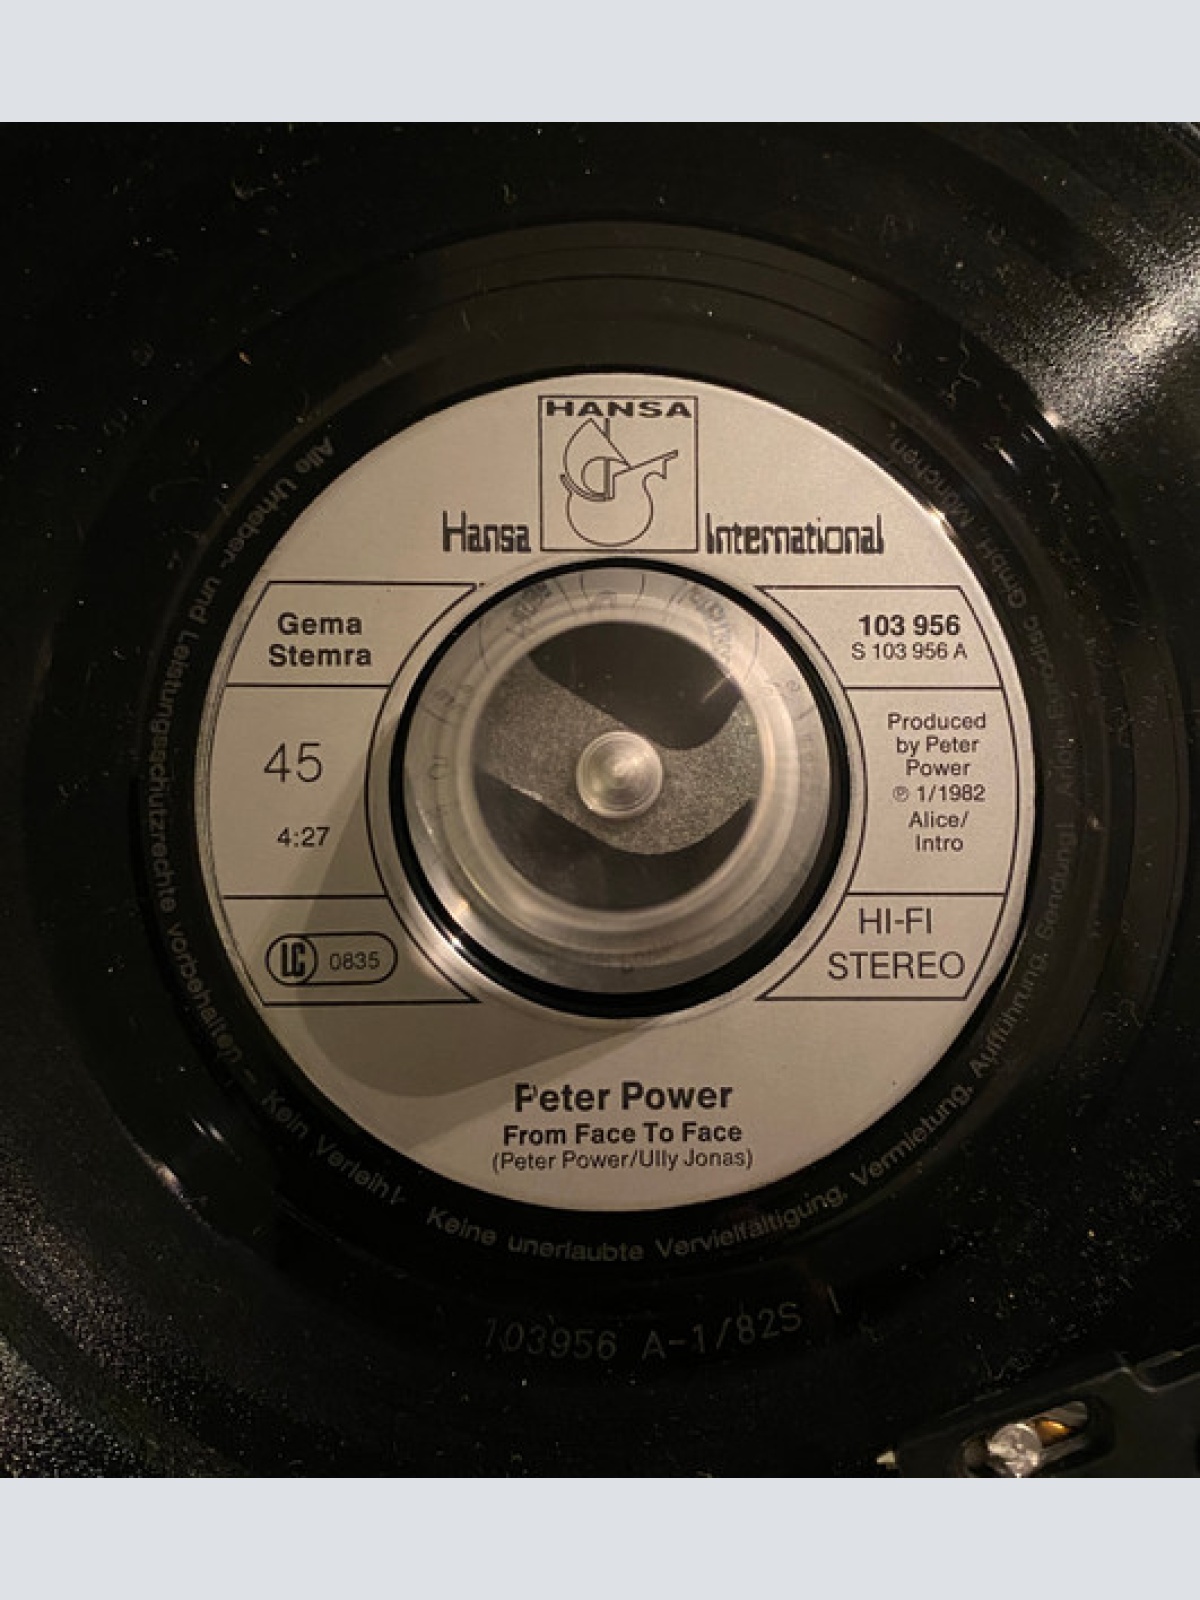 HANSA
Hansa International
Gema
Stemra
103 956
S 103 956 A
45
4:27
Produced
by Peter
Power
℗ 1/1982
Alice/
Intro
LC 0835
HI-FI
STEREO
Peter Power
From Face To Face
(Peter Power/Ully Jonas)
Alle Urheber- und Leistungsschutzrechte vorbehalten – Kein Verleih! Keine unerlaubte Vervielfältigung, Vermietung, Aufführung, Sendung! Ariola-Eurodisc GmbH, München.
103956 A-1/82S